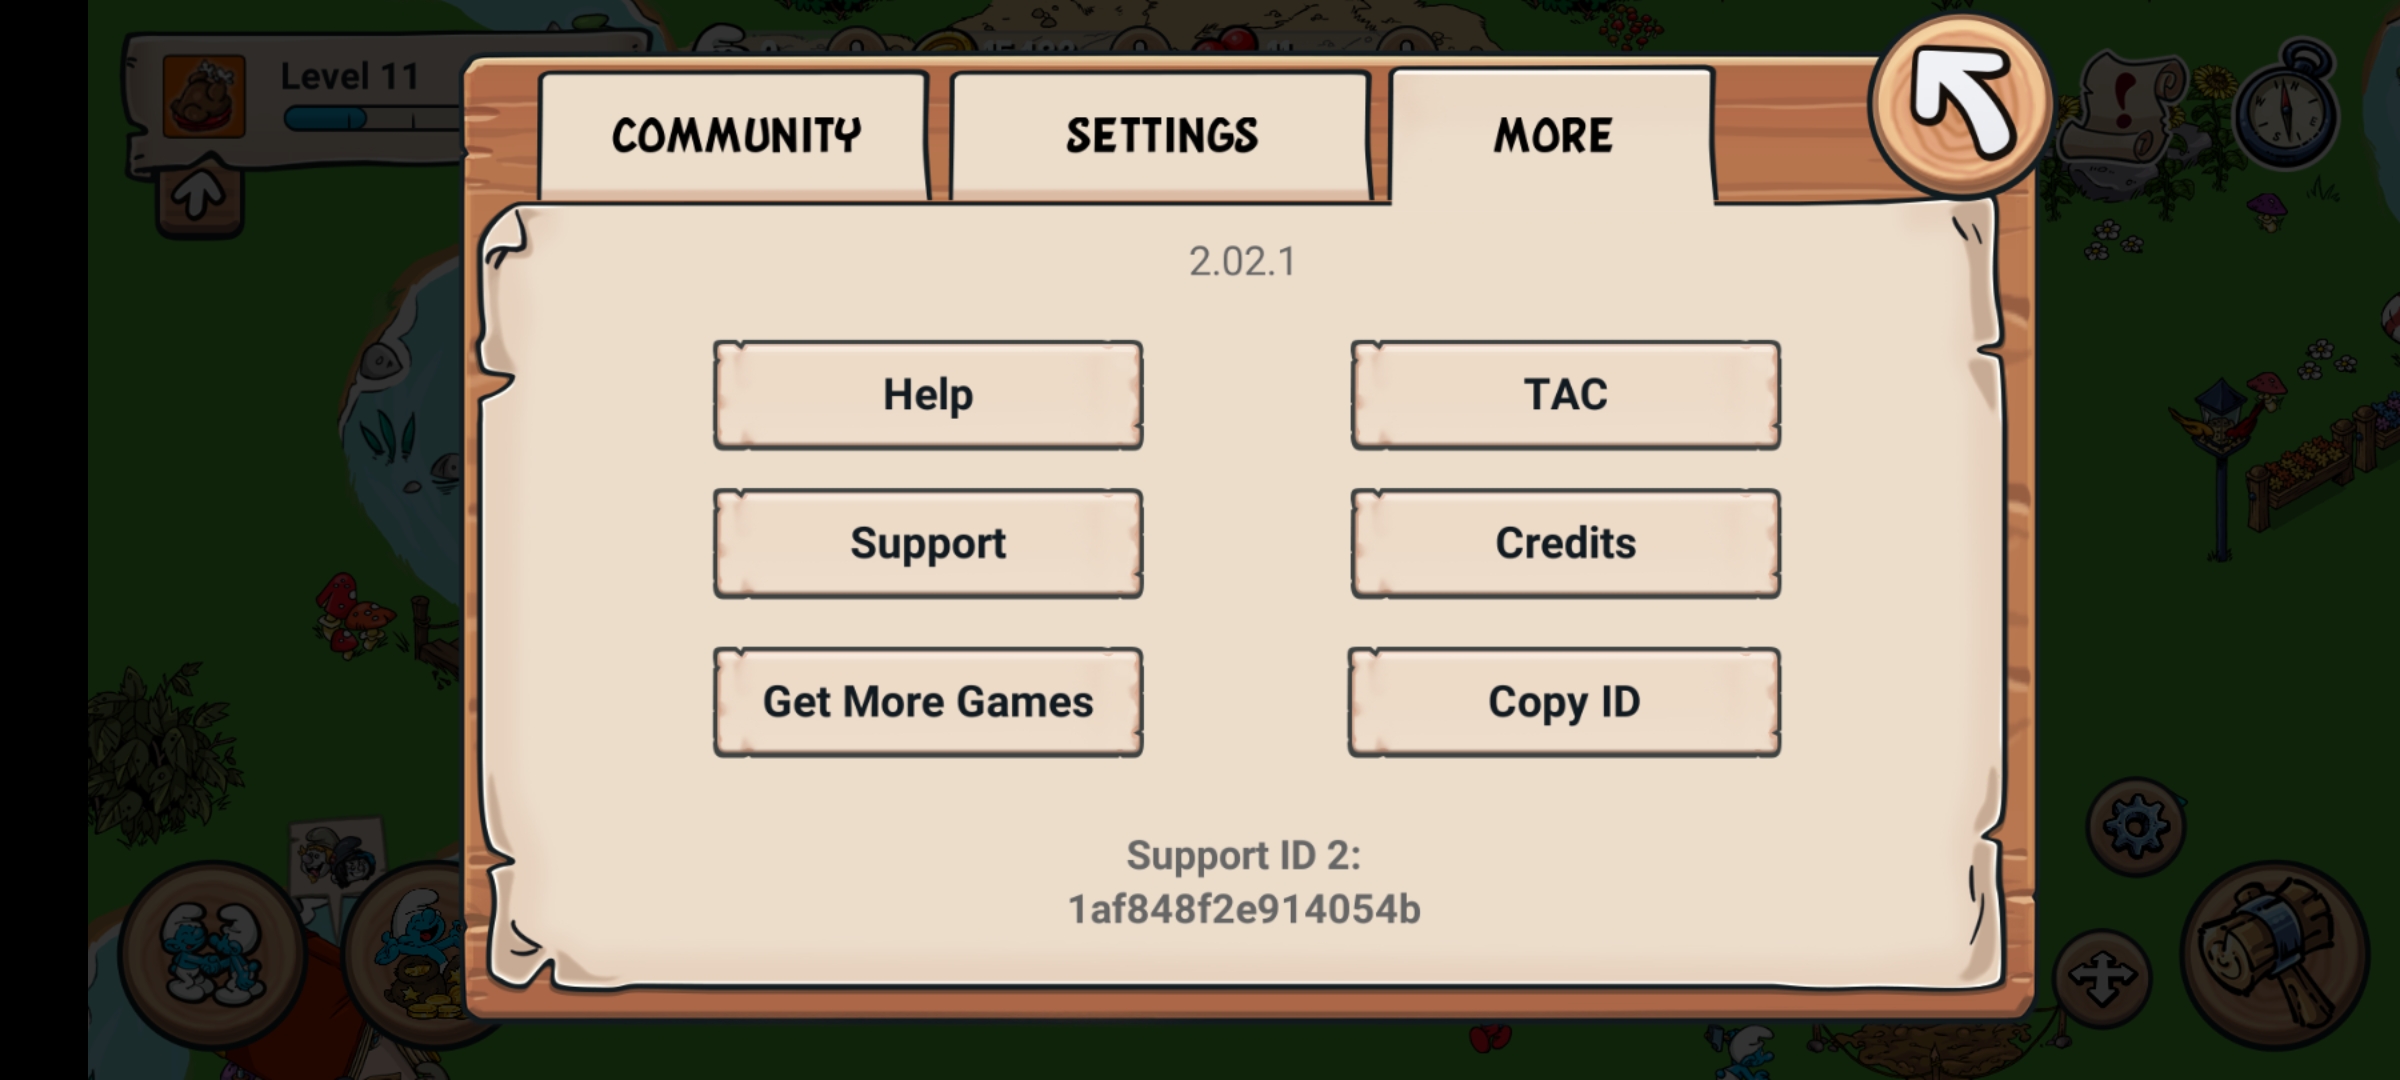 Level 11
COMMUNITY
SETTINGS
MORE
2.02.1
Help
TAC
Support
Credits
Get More Games
Copy ID
Support ID 2:
1af848f2e914054b